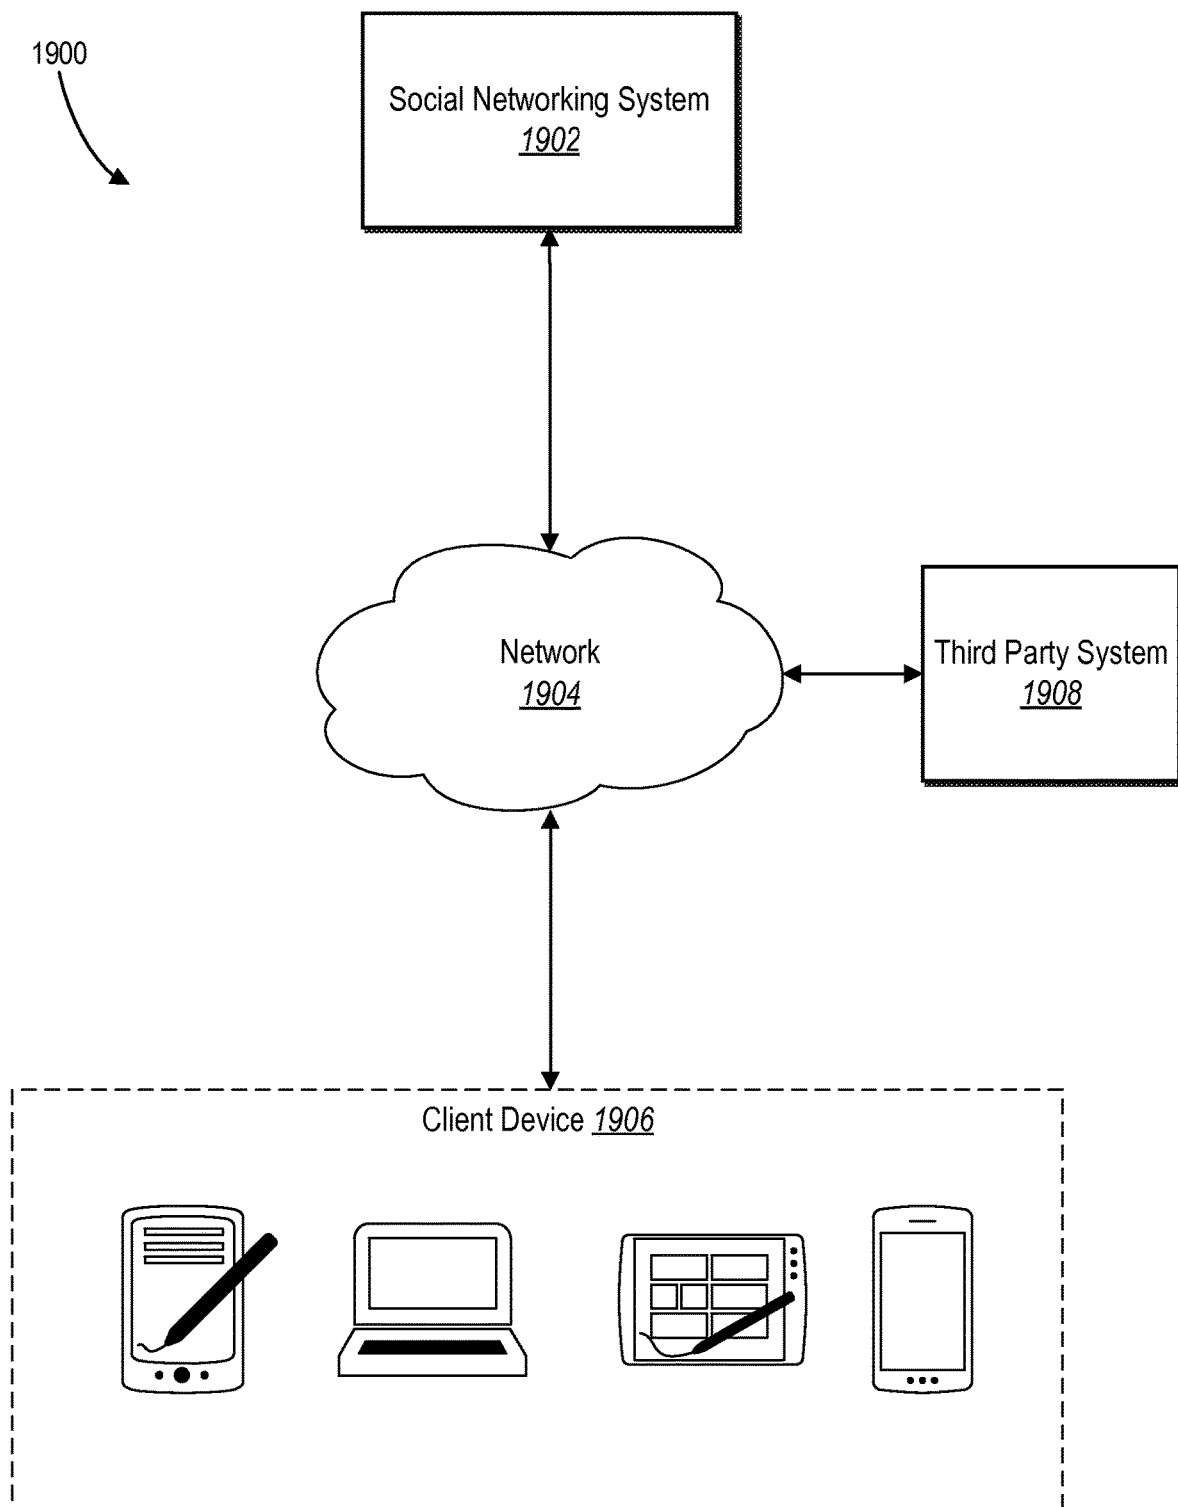 1900
Social Networking System
1902
Network
1904
Third Party System
1908
Client Device 1906